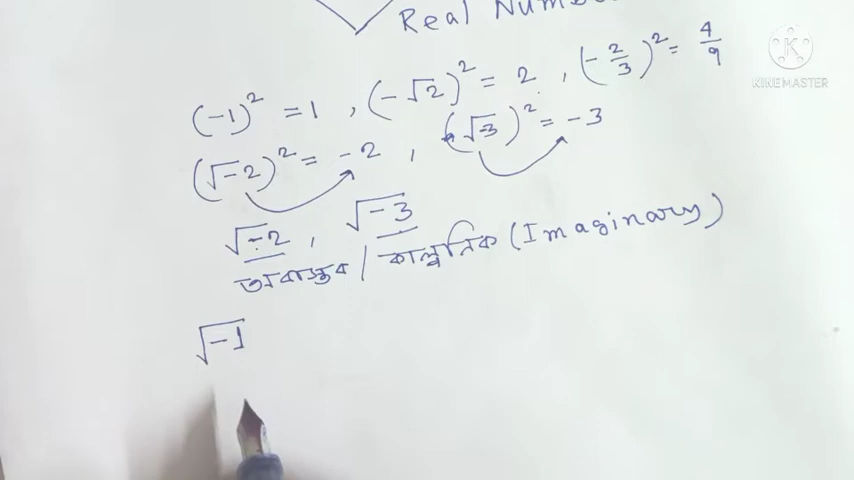 Real Numbe
KINEMASTER
(-1)² = 1 , (-√2)² = 2 , (-2/3)² = 4/9
(√-2)² = -2 , (√-3)² = -3
√-2 , √-3
অবাস্তব / কাল্পনিক (Imaginary)
√-1